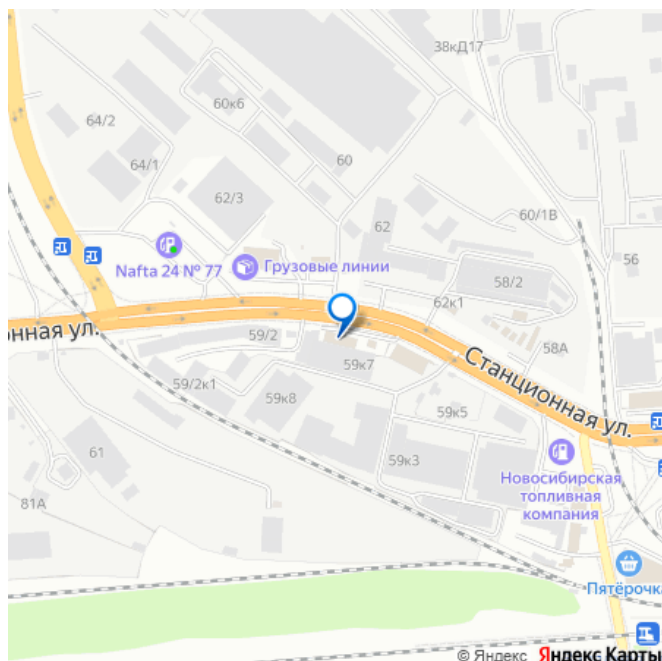 38кД17
60к6
64/2
60
64/1
62/3
60/1В
62
56
Nafta 24 № 77
Грузовые линии
58/2
62к1
онная ул.
59/2
58А
Станционная ул.
59к7
59/2к1
59к8
59к5
61
59к3
Новосибирская
топливная
компания
81А
Пятёрочка
© Яндекс Яндекс Карты